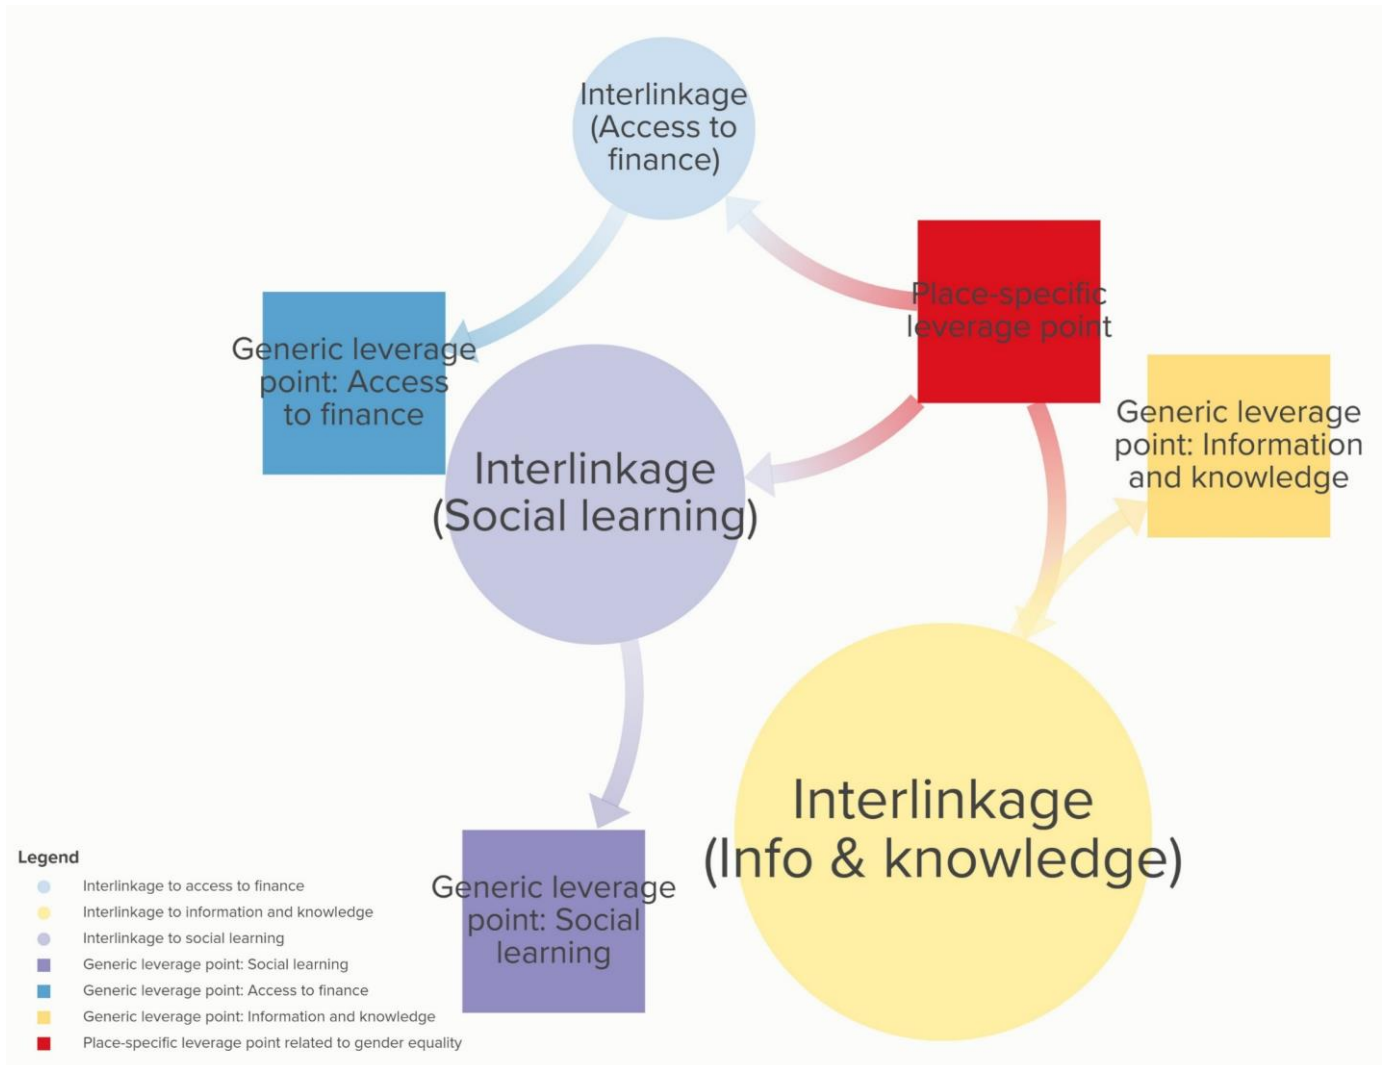 Interlinkage
(Access to
finance)
Place-specific
leverage point
Generic leverage
point: Access
to finance
Generic leverage
point: Information
and knowledge
Interlinkage
(Social learning)
Interlinkage
(Info & knowledge)
Generic leverage
point: Social
learning
Legend
Interlinkage to access to finance
Interlinkage to information and knowledge
Interlinkage to social learning
Generic leverage point: Social learning
Generic leverage point: Access to finance
Generic leverage point: Information and knowledge
Place-specific leverage point related to gender equality